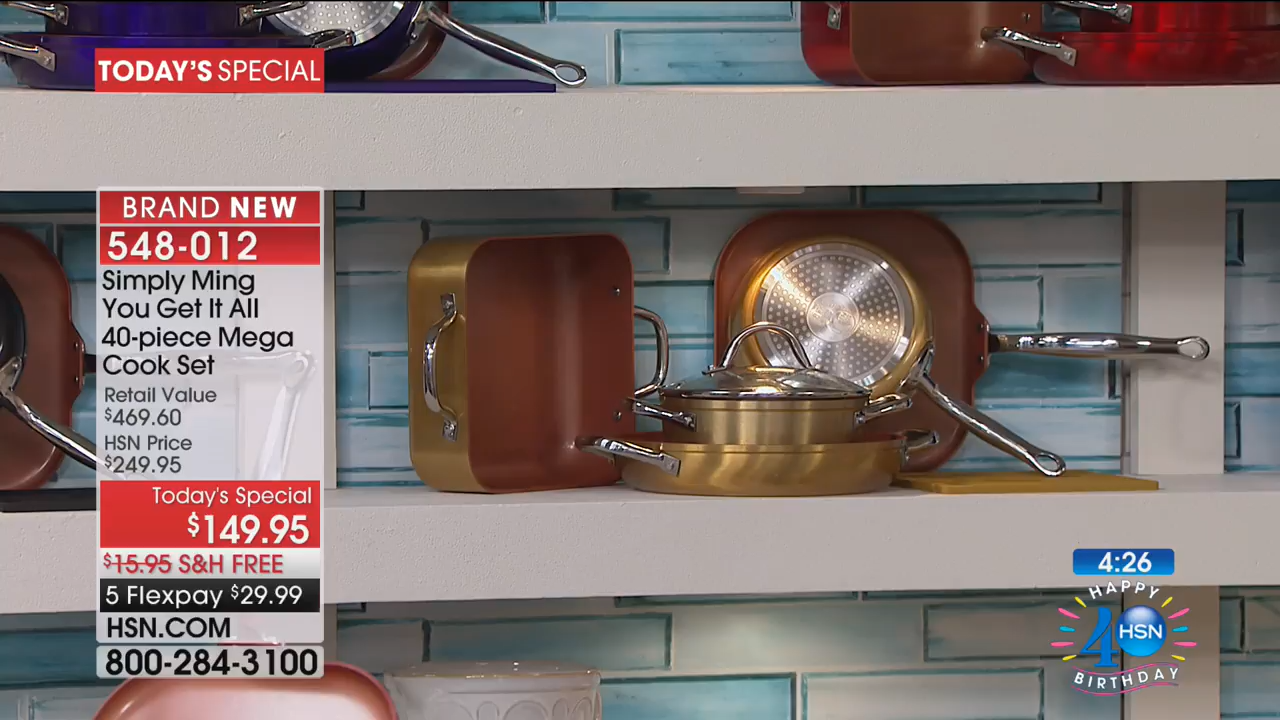 TODAY'S SPECIAL
BRAND NEW
548-012
Simply Ming
You Get It All
40-piece Mega
Cook Set
Retail Value
$469.60
HSN Price
$249.95
Today's Special
$149.95
$15.95 S&H FREE
5 Flexpay $29.99
HSN.COM
800-284-3100
4:26
HAPPY
40 HSN
BIRTHDAY